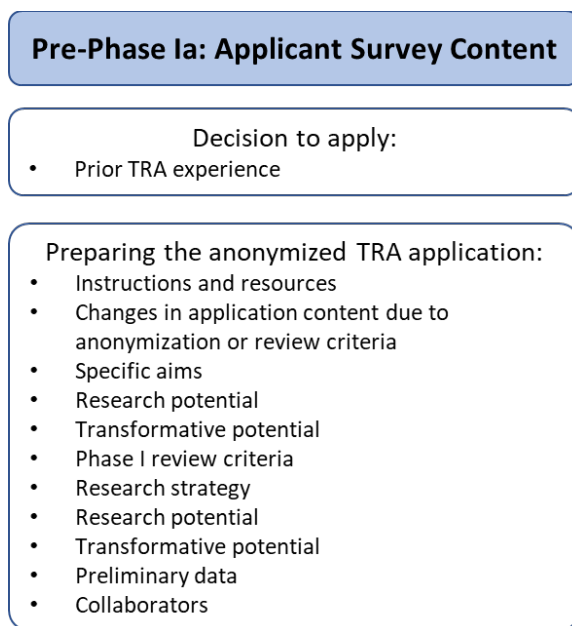 Pre-Phase Ia: Applicant Survey Content
Decision to apply:
• Prior TRA experience
Preparing the anonymized TRA application:
• Instructions and resources
• Changes in application content due to
anonymization or review criteria
• Specific aims
• Research potential
• Transformative potential
• Phase I review criteria
• Research strategy
• Research potential
• Transformative potential
• Preliminary data
• Collaborators